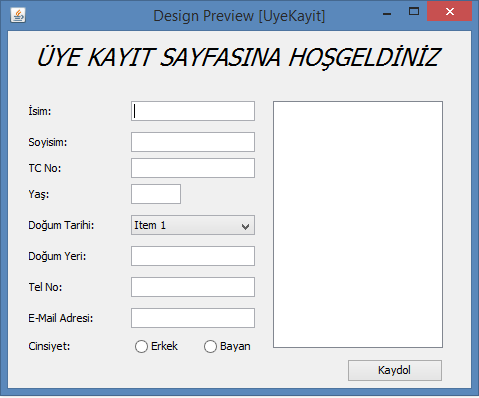 Design Preview [UyeKayit]
ÜYE KAYIT SAYFASINA HOŞGELDİNİZ
İsim:
Soyisim:
TC No:
Yaş:
Doğum Tarihi: Item 1
Doğum Yeri:
Tel No:
E-Mail Adresi:
Cinsiyet: Erkek Bayan
Kaydol